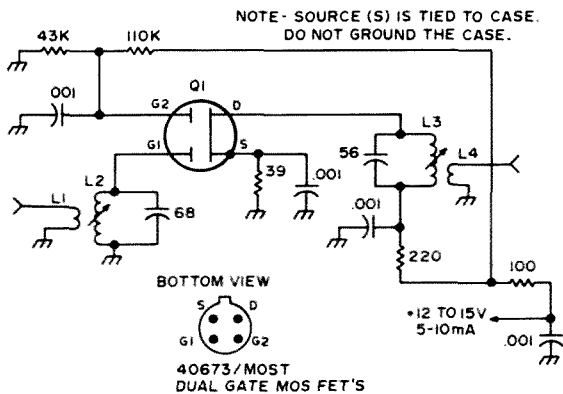 NOTE- SOURCE (S) IS TIED TO CASE.
DO NOT GROUND THE CASE.
43K
110K
.001
Q1
G2
D
G1
S
L3
L4
56
39
.001
L2
L1
68
.001
220
100
+12 TO 15V
5-10mA
.001
BOTTOM VIEW
S
D
G1
G2
40673/MOST
DUAL GATE MOS FET'S